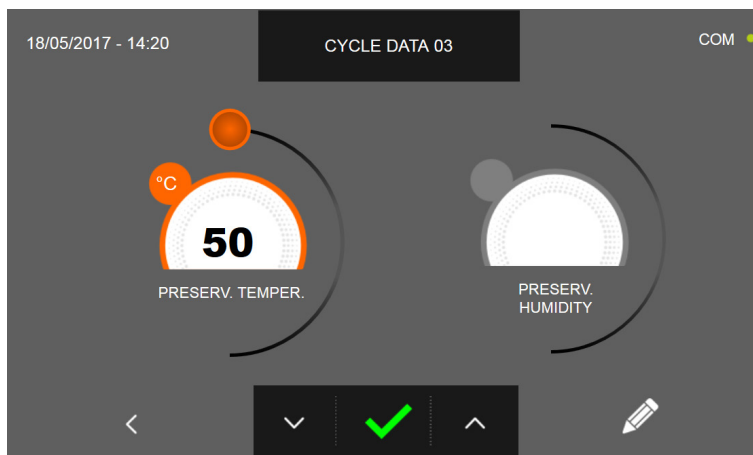 18/05/2017 - 14:20
CYCLE DATA 03
COM
°C
50
PRESERV. TEMPER.
PRESERV.
HUMIDITY